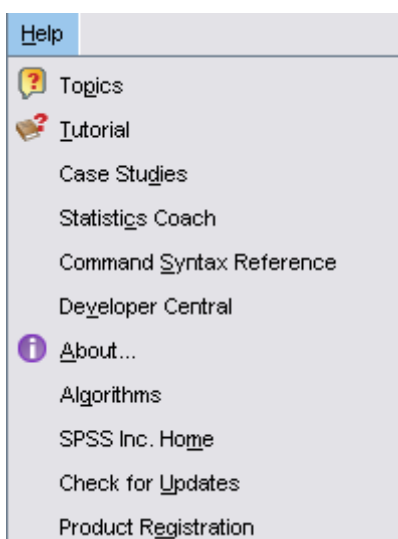 Help
Topics
Tutorial
Case Studies
Statistics Coach
Command Syntax Reference
Developer Central
About...
Algorithms
SPSS Inc. Home
Check for Updates
Product Registration